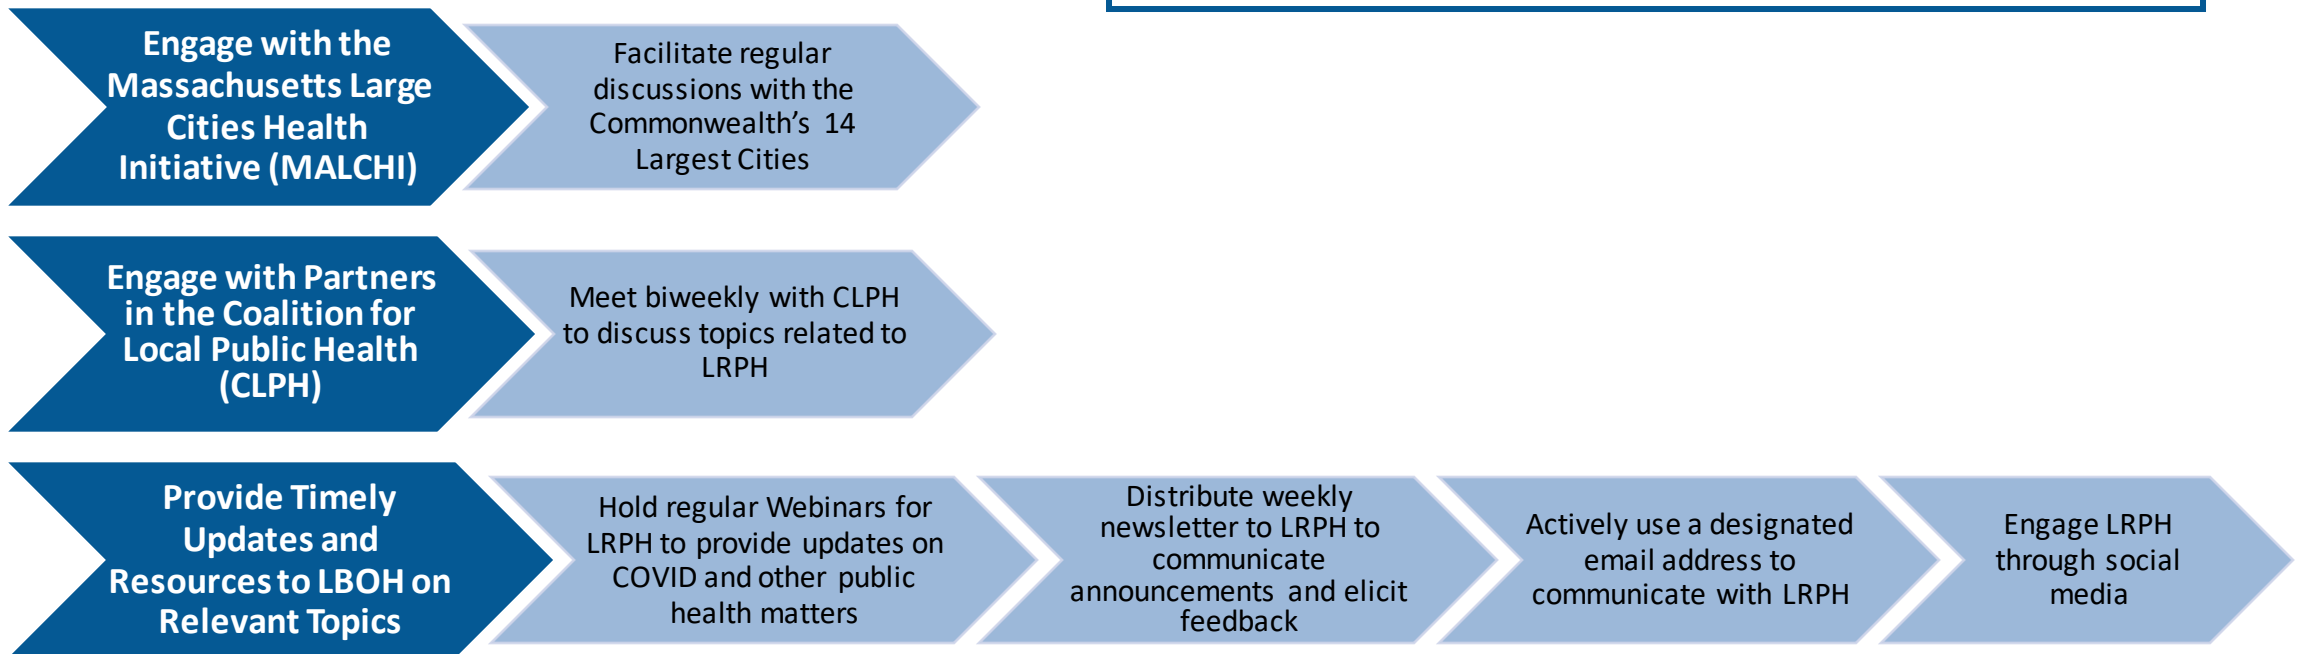 Engage with the
Massachusetts Large
Cities Health
Initiative (MALCHI)
Facilitate regular
discussions with the
Commonwealth’s 14
Largest Cities
Engage with Partners
in the Coalition for
Local Public Health
(CLPH)
Meet biweekly with CLPH
to discuss topics related to
LRPH
Provide Timely
Updates and
Resources to LBOH on
Relevant Topics
Hold regular Webinars for
LRPH to provide updates on
COVID and other public
health matters
Distribute weekly
newsletter to LRPH to
communicate
announcements and elicit
feedback
Actively use a designated
email address to
communicate with LRPH
Engage LRPH
through social
media